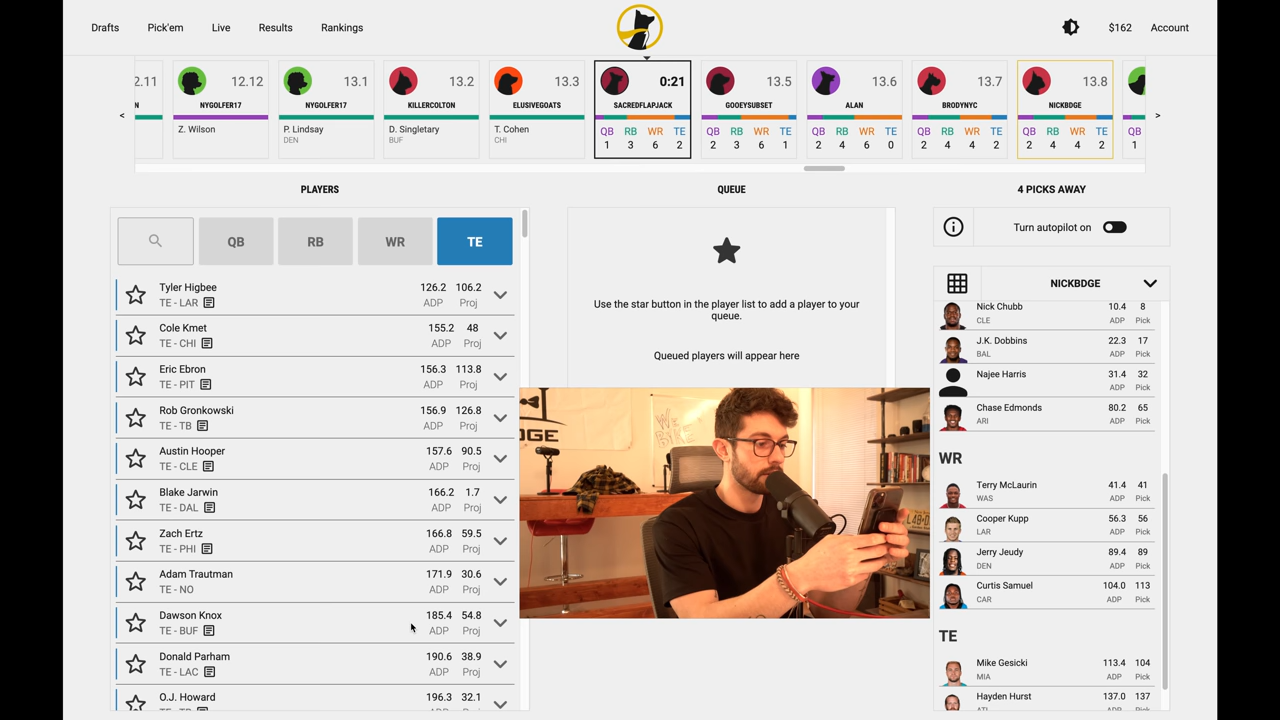 Drafts Pick'em Live Results Rankings $162 Account
2.11 12.12 13.1 13.2 13.3 0:21 13.5 13.6 13.7 13.8
N NYGOLFER17 NYGOLFER17 KILLERCOLTON ELUSIVEGOATS SACREDFLAPJACK GOOEYSUBSET ALAN BRODYNYC NICKBDGE
Z. Wilson P. Lindsay D. Singletary T. Cohen QB RB WR TE QB RB WR TE QB RB WR TE QB RB WR TE QB RB WR TE QB
DEN BUF CHI 1 3 6 2 2 3 6 1 2 4 6 0 2 4 4 2 2 4 4 2 1
< >
PLAYERS
QB RB WR TE
Tyler Higbee 126.2 106.2
TE - LAR ADP Proj
Cole Kmet 155.2 48
TE - CHI ADP Proj
Eric Ebron 156.3 113.8
TE - PIT ADP Proj
Rob Gronkowski 156.9 126.8
TE - TB ADP Proj
Austin Hooper 157.6 90.5
TE - CLE ADP Proj
Blake Jarwin 166.2 1.7
TE - DAL ADP Proj
Zach Ertz 166.8 59.5
TE - PHI ADP Proj
Adam Trautman 171.9 30.6
TE - NO ADP Proj
Dawson Knox 185.4 54.8
TE - BUF ADP Proj
Donald Parham 190.6 38.9
TE - LAC ADP Proj
O.J. Howard 196.3 32.1
QUEUE
Use the star button in the player list to add a player to your
queue.
Queued players will appear here
4 PICKS AWAY
Turn autopilot on
NICKBDGE
Nick Chubb 10.4 8
CLE ADP Pick
J.K. Dobbins 22.3 17
BAL ADP Pick
Najee Harris 31.4 32
ADP Pick
Chase Edmonds 80.2 65
ARI ADP Pick
WR
Terry McLaurin 41.4 41
WAS ADP Pick
Cooper Kupp 56.3 56
LAR ADP Pick
Jerry Jeudy 89.4 89
DEN ADP Pick
Curtis Samuel 104.0 113
CAR ADP Pick
TE
Mike Gesicki 113.4 104
MIA ADP Pick
Hayden Hurst 137.0 137
ATL ADP Pick